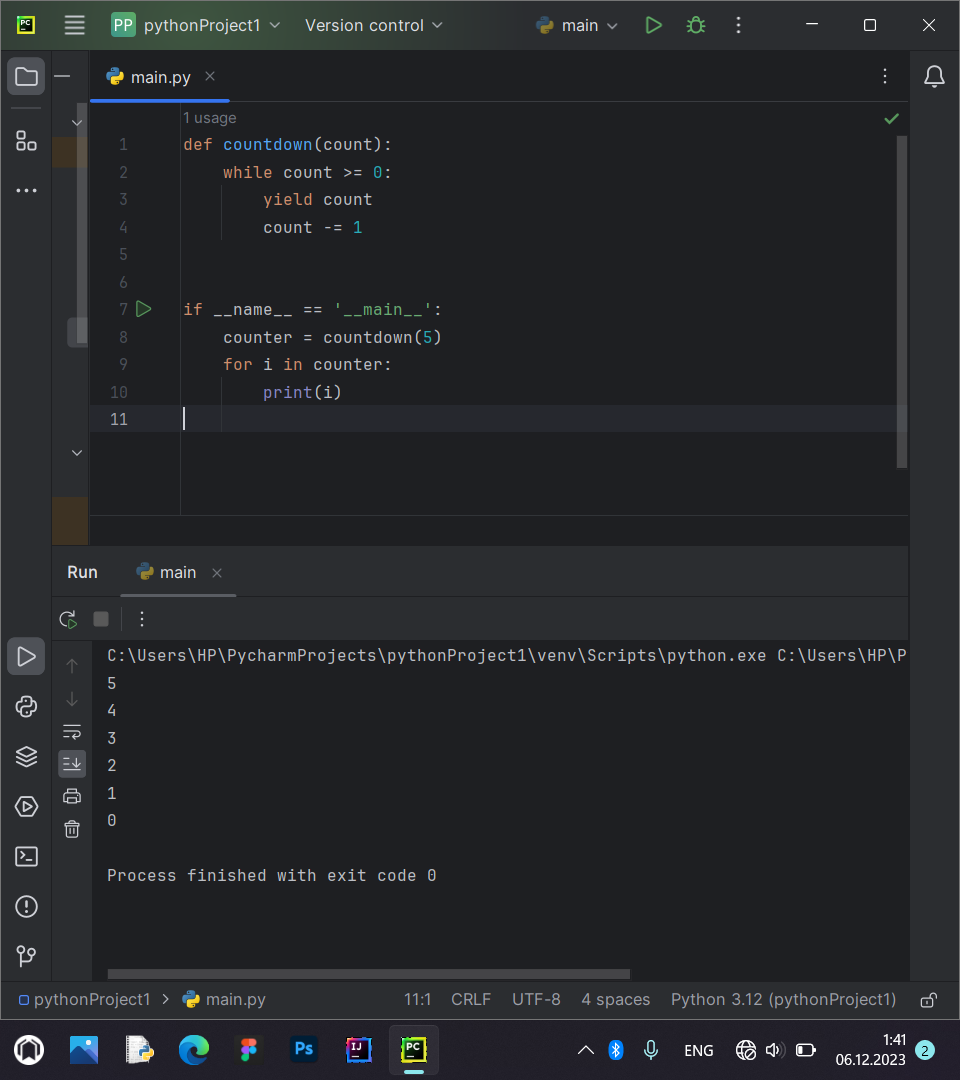 PC PP pythonProject1 Version control main
main.py
1 usage
1 def countdown(count):
2     while count >= 0:
3         yield count
4         count -= 1
5
6
7 if __name__ == '__main__':
8     counter = countdown(5)
9     for i in counter:
10         print(i)
11
Run main
C:\Users\HP\PycharmProjects\pythonProject1\venv\Scripts\python.exe C:\Users\HP\P
5
4
3
2
1
0
Process finished with exit code 0
pythonProject1 > main.py 11:1 CRLF UTF-8 4 spaces Python 3.12 (pythonProject1)
Ps IJ PC ENG 1:41
06.12.2023 2